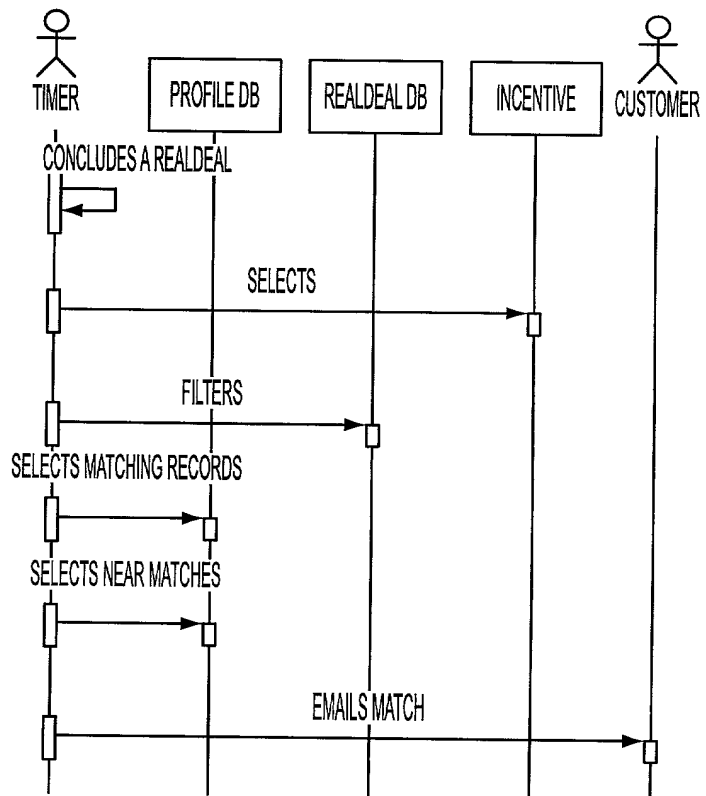 TIMER
PROFILE DB
REALDEAL DB
INCENTIVE
CUSTOMER
CONCLUDES A REALDEAL
SELECTS
FILTERS
SELECTS MATCHING RECORDS
SELECTS NEAR MATCHES
EMAILS MATCH